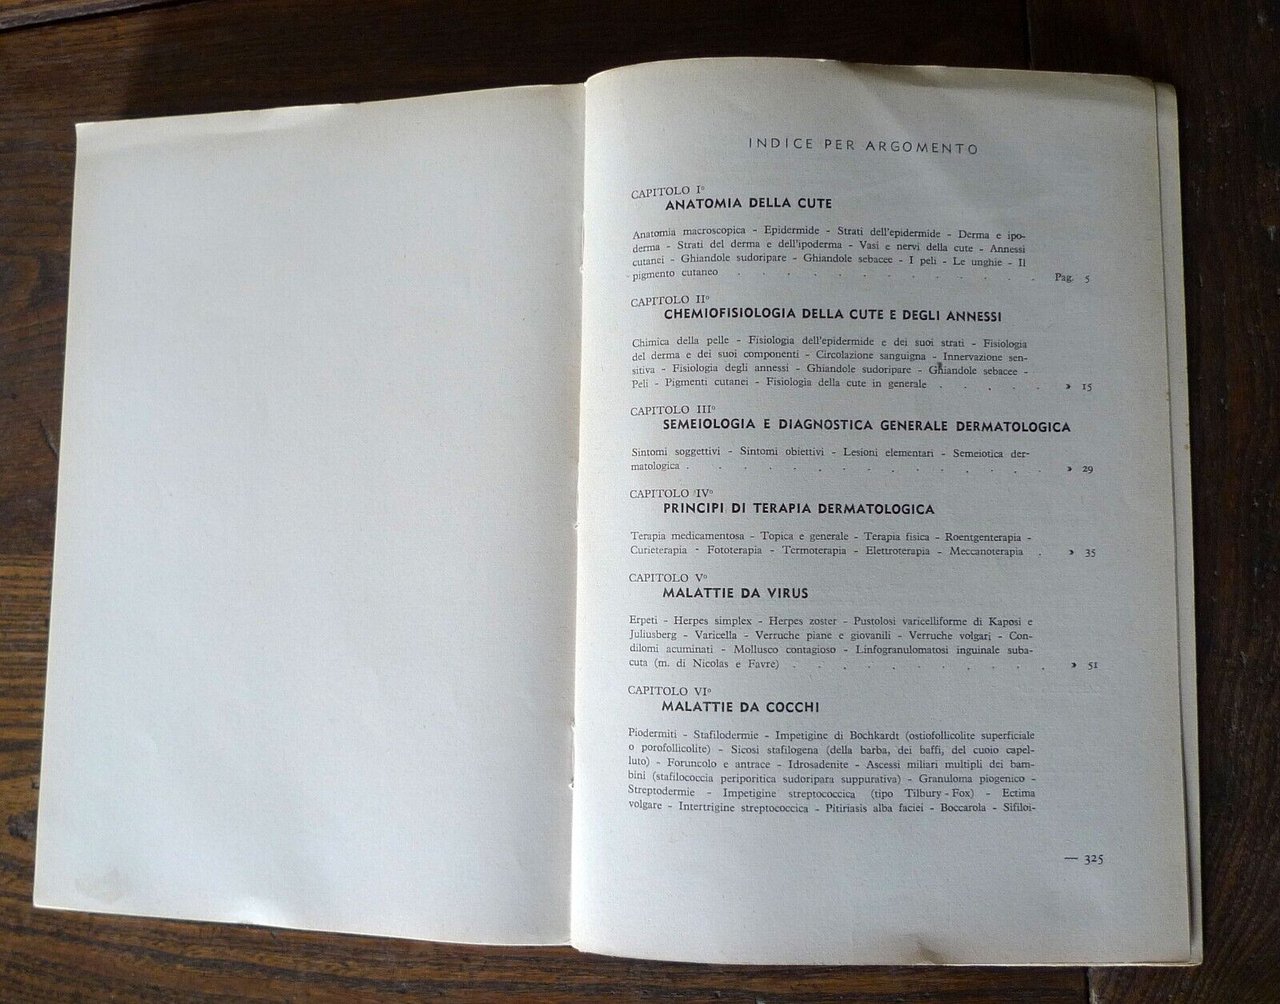 INDICE PER ARGOMENTO
CAPITOLO Iº
ANATOMIA DELLA CUTE
Anatomia macroscopica - Epidermide - Strati dell'epidermide - Derma e ipo-
derma - Strati del derma e dell'ipoderma - Vasi e nervi della cute - Annessi
cutanei - Ghiandole sudoripare - Ghiandole sebacee - I peli - Le unghie - Il
pigmento cutaneo . . . . . . . . . . . . Pag. 5
CAPITOLO IIº
CHEMIOFISIOLOGIA DELLA CUTE E DEGLI ANNESSI
Chimica della pelle - Fisiologia dell'epidermide e dei suoi strati - Fisiologia
del derma e dei suoi componenti - Circolazione sanguigna - Innervazione sen-
sitiva - Fisiologia degli annessi - Ghiandole sudoripare - Ghiandole sebacee -
Peli - Pigmenti cutanei - Fisiologia della cute in generale . . . . . » 15
CAPITOLO IIIº
SEMEIOLOGIA E DIAGNOSTICA GENERALE DERMATOLOGICA
Sintomi soggettivi - Sintomi obiettivi - Lesioni elementari - Semeiotica der-
matologica . . . . . . . . . . . . . . . . » 29
CAPITOLO IVº
PRINCIPI DI TERAPIA DERMATOLOGICA
Terapia medicamentosa - Topica e generale - Terapia fisica - Roentgenterapia -
Curieterapia - Fototerapia - Termoterapia - Elettroterapia - Meccanoterapia . » 35
CAPITOLO Vº
MALATTIE DA VIRUS
Erpeti - Herpes simplex - Herpes zoster - Pustolosi varicelliforme di Kaposi e
Juliusberg - Varicella - Verruche piane e giovanili - Verruche volgari - Con-
dilomi acuminati - Mollusco contagioso - Linfogranulomatosi inguinale suba-
cuta (m. di Nicolas e Favre) . . . . . . . . . . . » 51
CAPITOLO VIº
MALATTIE DA COCCHI
Piodermiti - Stafilodermie - Impetigine di Bochkardt (ostiofollicolite superficiale
o porofollicolite) - Sicosi stafilogena (della barba, dei baffi, del cuoio capel-
luto) - Foruncolo e antrace - Idrosadenite - Ascessi miliari multipli dei bam-
bini (stafilococcia periporitica sudoripara suppurativa) - Granuloma piogenico -
Streptodermie - Impetigine streptococcica (tipo Tilbury-Fox) - Ectima
volgare - Intertrigine streptococcica - Pitiriasis alba faciei - Boccarola - Sifiloi-
— 325